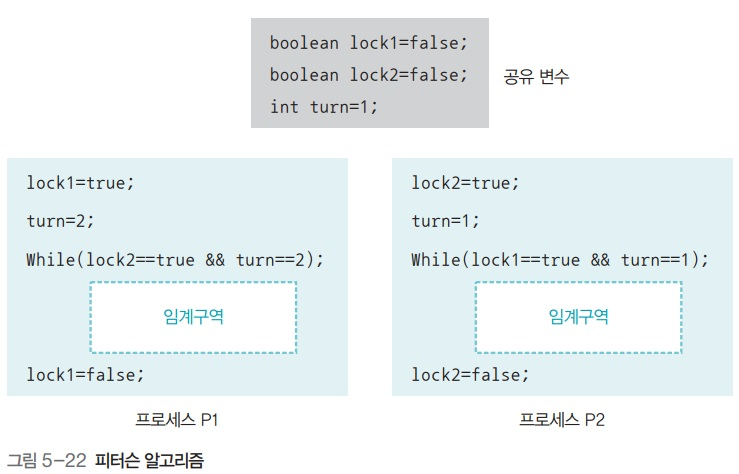 boolean lock1=false;
boolean lock2=false;
int turn=1;
공유 변수
lock1=true;
turn=2;
While(lock2==true && turn==2);
임계구역
lock1=false;
프로세스 P1
lock2=true;
turn=1;
While(lock1==true && turn==1);
임계구역
lock2=false;
프로세스 P2
그림 5-22 피터슨 알고리즘